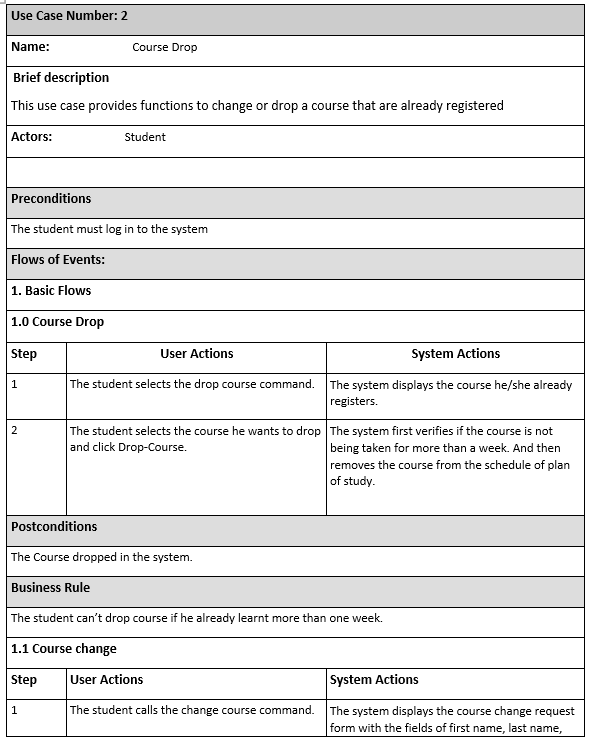 Use Case Number: 2
Name: Course Drop
Brief description
This use case provides functions to change or drop a course that are already registered
Actors: Student
Preconditions
The student must log in to the system
Flows of Events:
1. Basic Flows
1.0 Course Drop
Step User Actions System Actions
1 The student selects the drop course command. The system displays the course he/she already
registers.
2 The student selects the course he wants to drop The system first verifies if the course is not
and click Drop-Course. being taken for more than a week. And then
removes the course from the schedule of plan
of study.
Postconditions
The Course dropped in the system.
Business Rule
The student can't drop course if he already learnt more than one week.
1.1 Course change
Step User Actions System Actions
1 The student calls the change course command. The system displays the course change request
form with the fields of first name, last name,